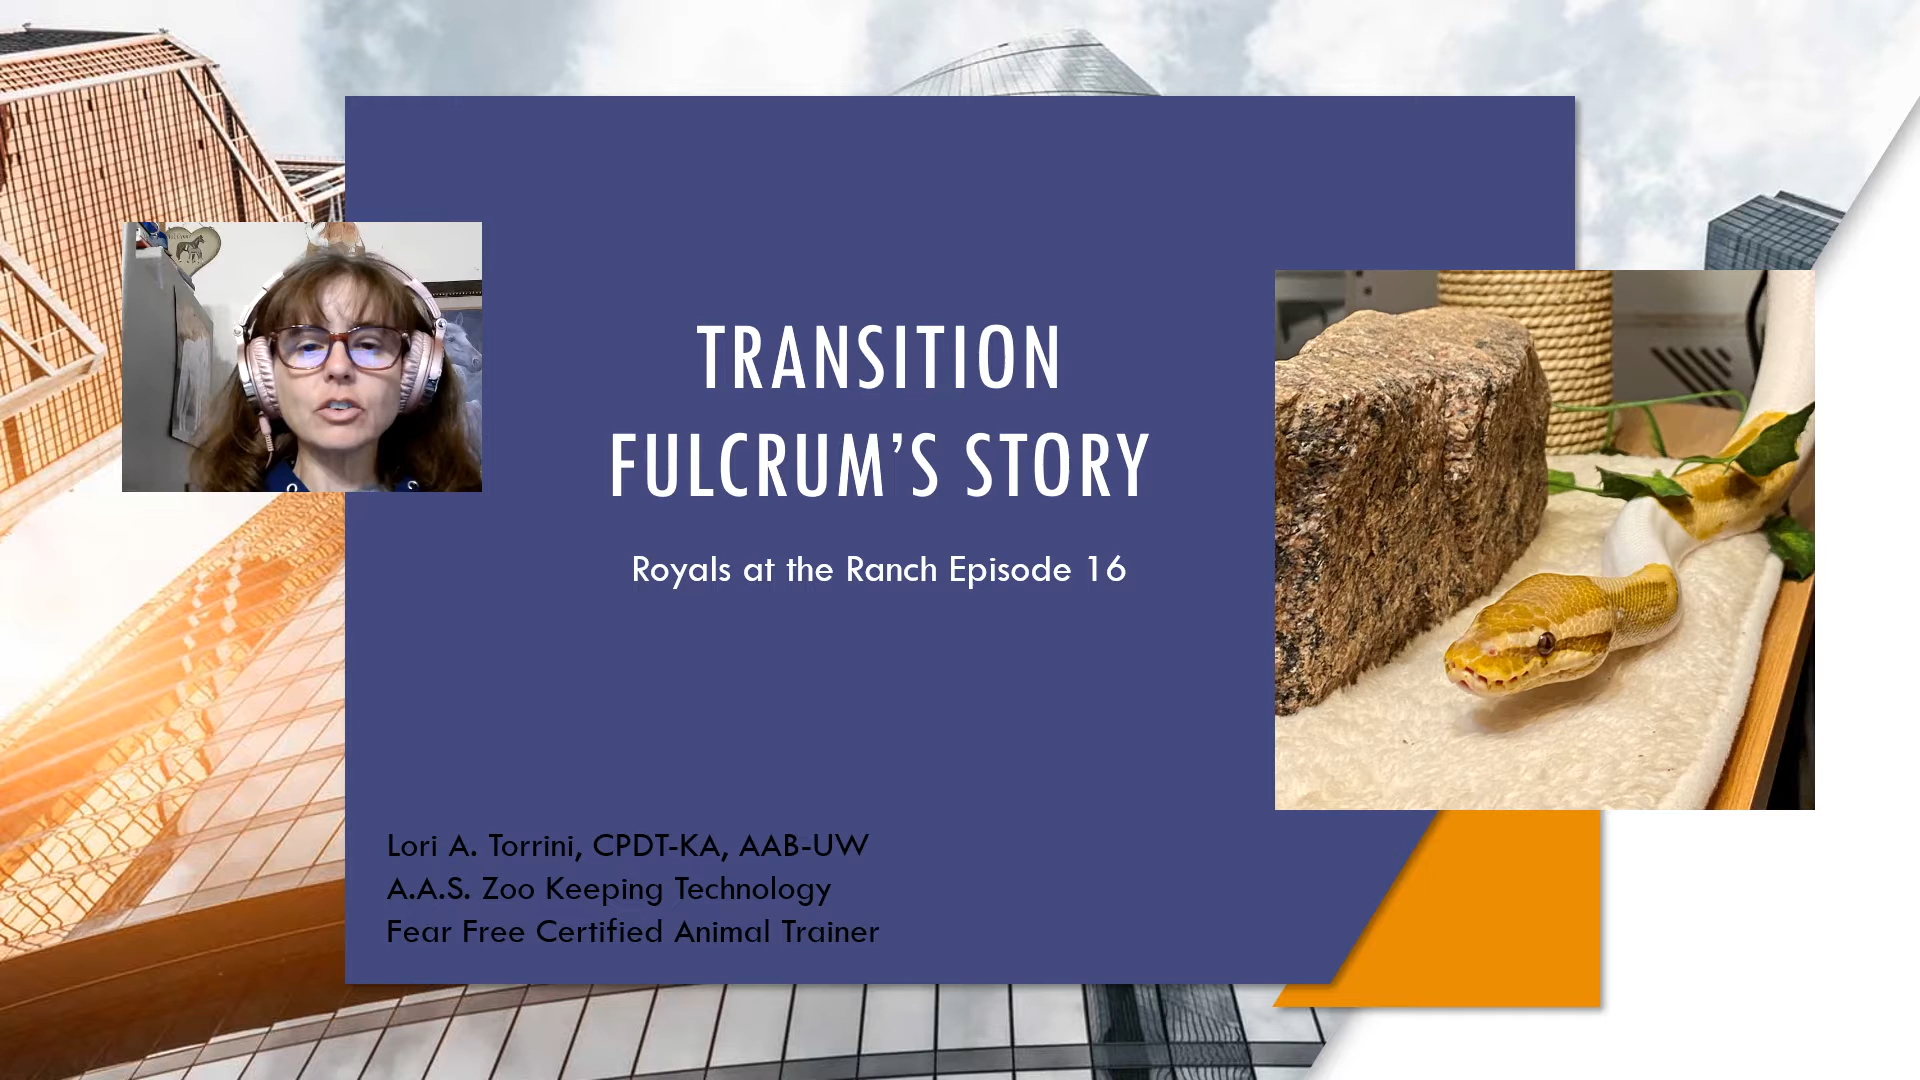 TRANSITION
FULCRUM’S STORY
Royals at the Ranch Episode 16
Lori A. Torrini, CPDT-KA, AAB-UW
A.A.S. Zoo Keeping Technology
Fear Free Certified Animal Trainer